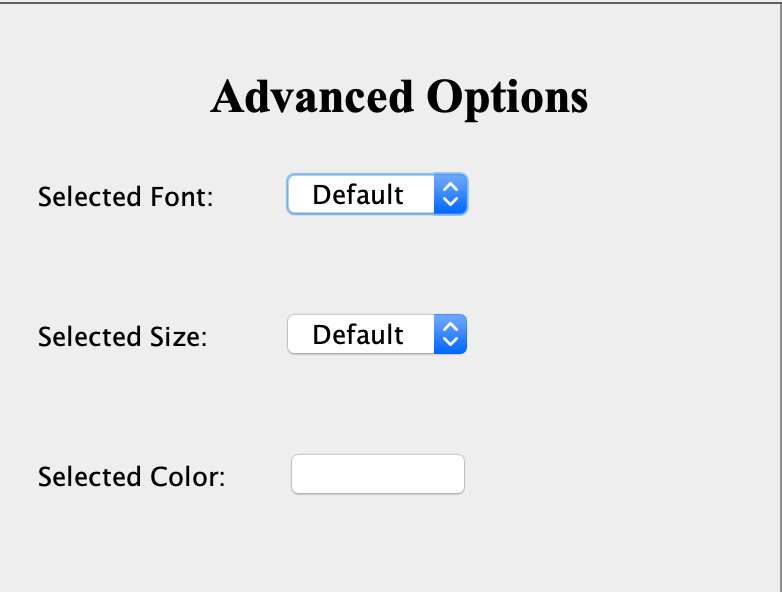 Advanced Options
Selected Font: Default
Selected Size: Default
Selected Color: